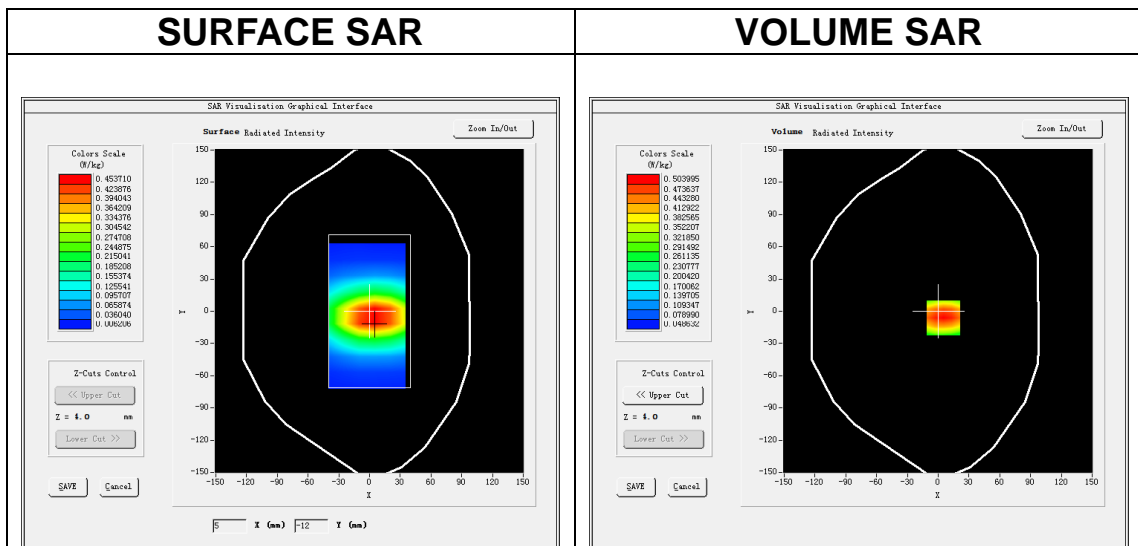 SURFACE SAR
VOLUME SAR
SAR Visualisation Graphical Interface
Surface Radiated Intensity
Zoom In/Out
Colors Scale
(W/kg)
0.453710
0.423876
0.394043
0.364209
0.334376
0.304542
0.274708
0.244875
0.215041
0.185208
0.155374
0.125541
0.095707
0.065874
0.036040
0.006206
150
120
90
60
30
0
-30
-60
-90
-120
-150
Y
-150 -120 -90 -60 -30 0 30 60 90 120 150
X
Z-Cuts Control
<< Upper Cut
Z = 4.0 mm
Lower Cut >>
SAVE
Cancel
5 X (mm) -12 Y (mm)
SAR Visualisation Graphical Interface
Volume Radiated Intensity
Zoom In/Out
Colors Scale
(W/kg)
0.503995
0.473637
0.443280
0.412922
0.382565
0.352207
0.321850
0.291492
0.261135
0.230777
0.200420
0.170062
0.139705
0.109347
0.078990
0.048632
150
120
90
60
30
0
-30
-60
-90
-120
-150
Y
-150 -120 -90 -60 -30 0 30 60 90 120 150
X
Z-Cuts Control
<< Upper Cut
Z = 4.0 mm
Lower Cut >>
SAVE
Cancel